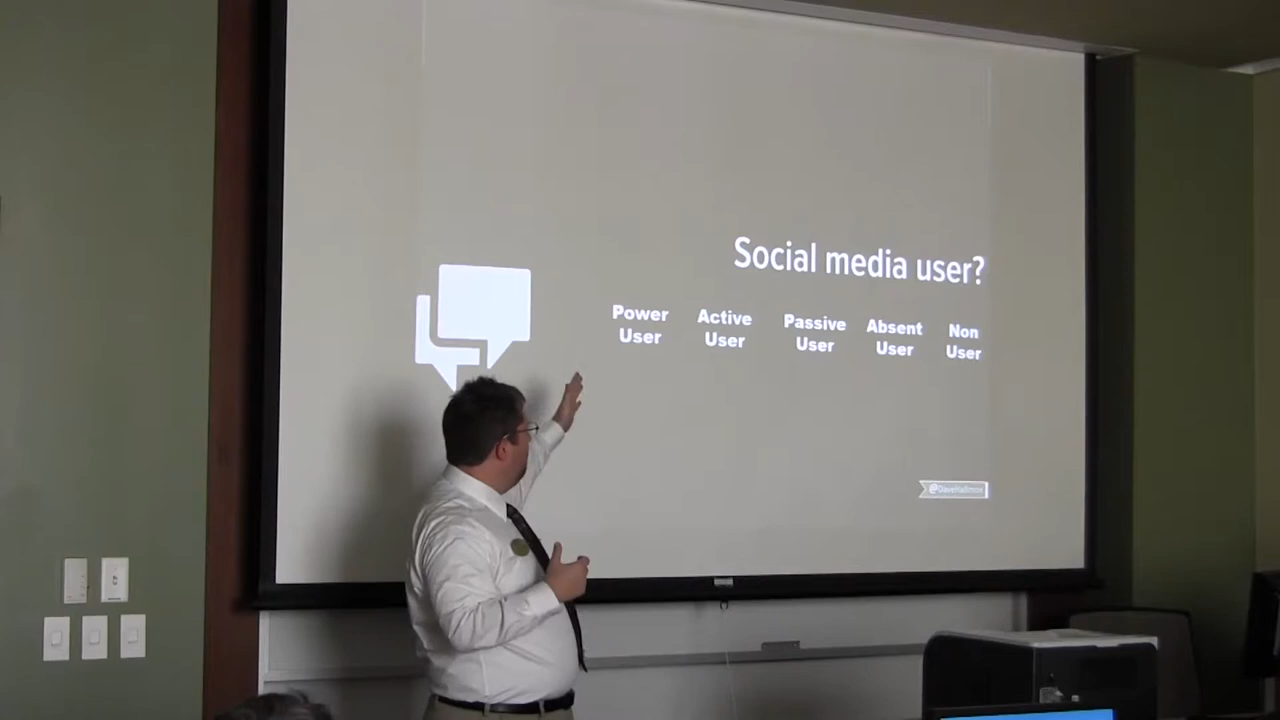 Social media user?
Power Active Passive Absent Non
User User User User User
@DaveHallmon